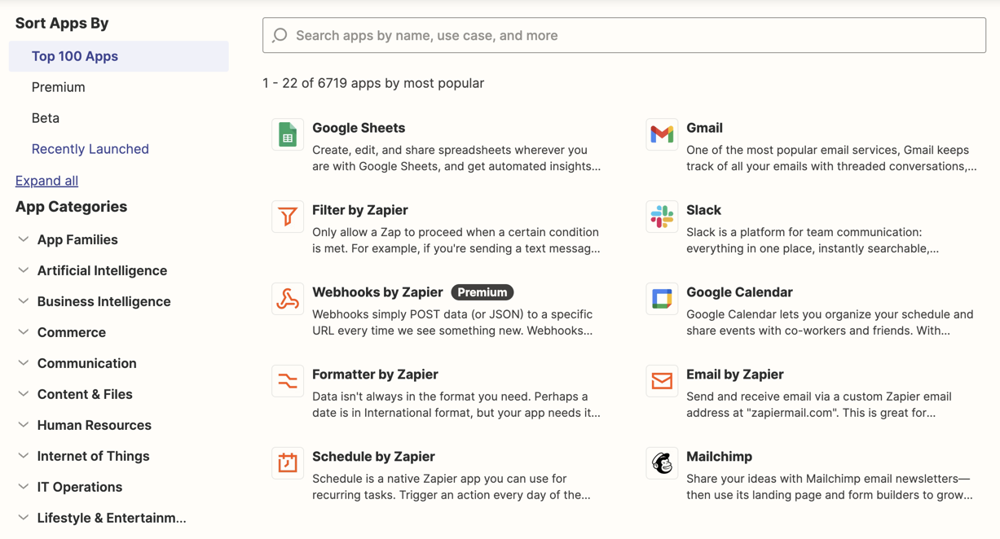 Sort Apps By
Top 100 Apps
Premium
Beta
Recently Launched
Expand all
App Categories
App Families
Artificial Intelligence
Business Intelligence
Commerce
Communication
Content & Files
Human Resources
Internet of Things
IT Operations
Lifestyle & Entertainm...
Search apps by name, use case, and more
1 - 22 of 6719 apps by most popular
Google Sheets
Create, edit, and share spreadsheets wherever you
are with Google Sheets, and get automated insights...
Gmail
One of the most popular email services, Gmail keeps
track of all your emails with threaded conversations,...
Filter by Zapier
Only allow a Zap to proceed when a certain condition
is met. For example, if you're sending a text messag...
Slack
Slack is a platform for team communication:
everything in one place, instantly searchable,...
Webhooks by Zapier Premium
Webhooks simply POST data (or JSON) to a specific
URL every time we see something new. Webhooks...
Google Calendar
Google Calendar lets you organize your schedule and
share events with co-workers and friends. With...
Formatter by Zapier
Data isn't always in the format you need. Perhaps a
date is in International format, but your app needs it...
Email by Zapier
Send and receive email via a custom Zapier email
address at "zapiermail.com". This is great for...
Schedule by Zapier
Schedule is a native Zapier app you can use for
recurring tasks. Trigger an action every day of the...
Mailchimp
Share your ideas with Mailchimp email newsletters—
then use its landing page and form builders to grow...